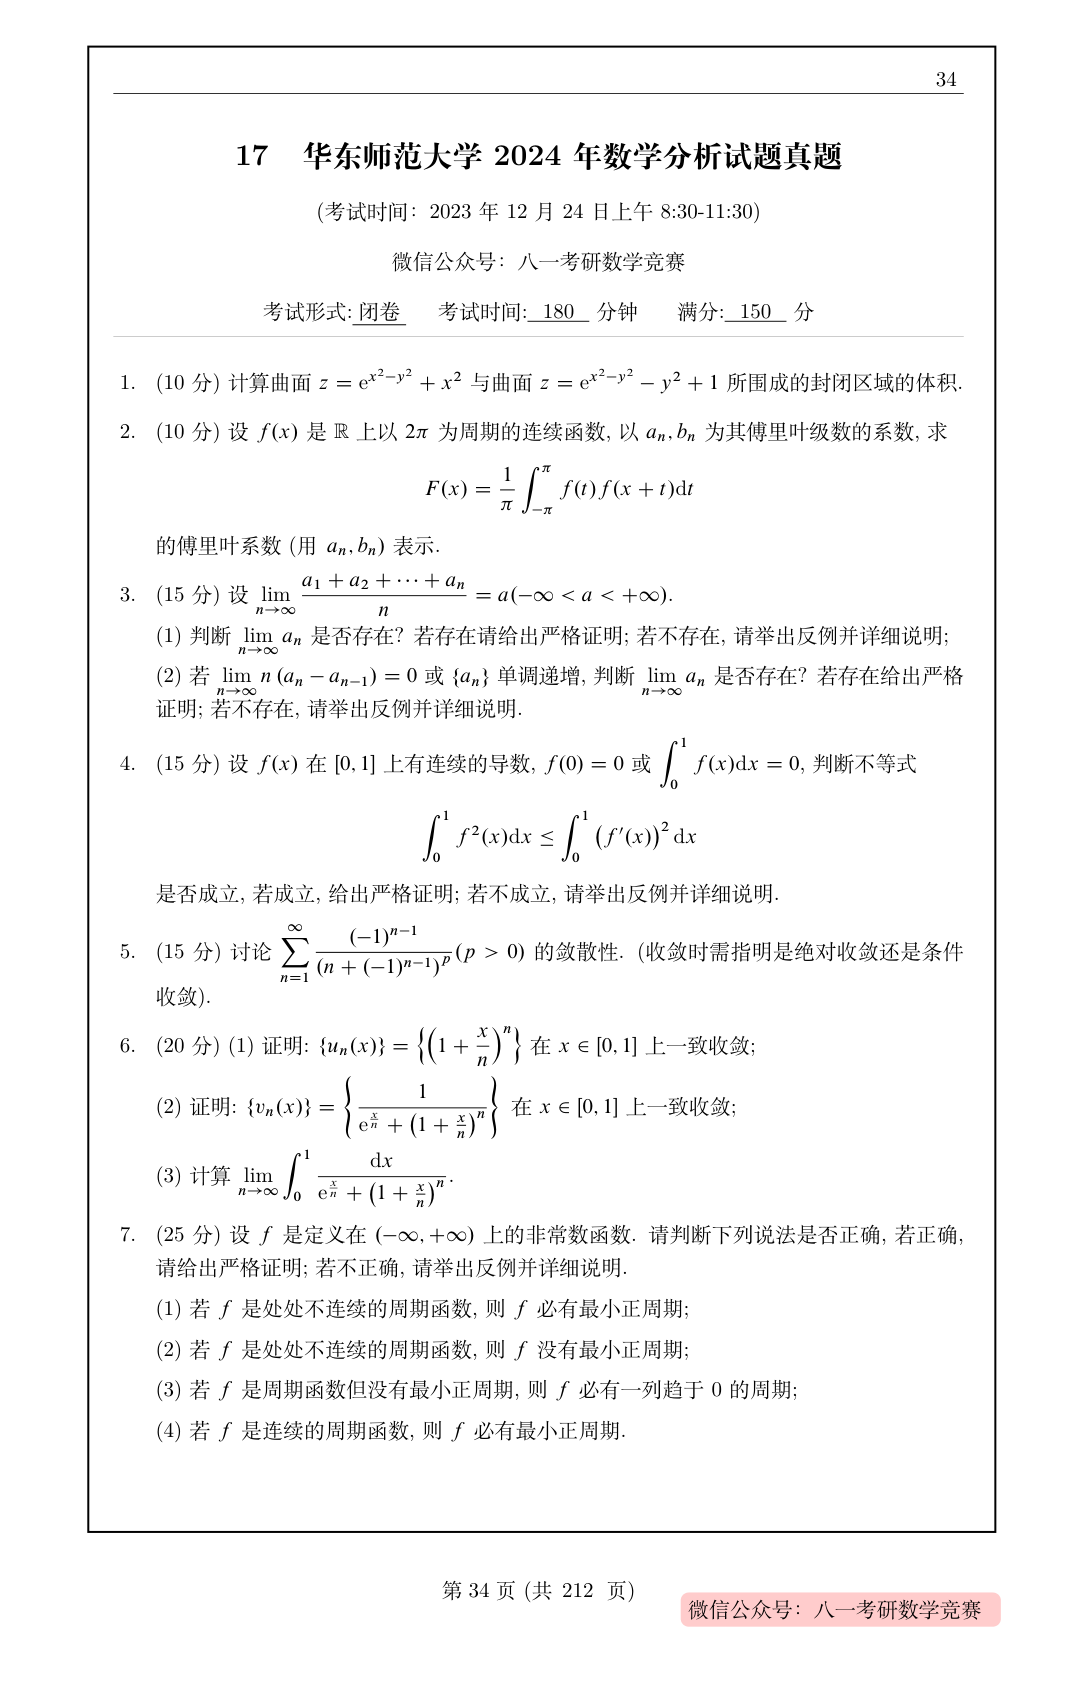 34
17 华东师范大学 2024 年数学分析试题真题
(考试时间: 2023 年 12 月 24 日上午 8:30-11:30)
微信公众号: 八一考研数学竞赛
考试形式: 闭卷 考试时间: 180 分钟 满分: 150 分
1. (10 分) 计算曲面 $z = \mathrm{e}^{x^2-y^2} + x^2$ 与曲面 $z = \mathrm{e}^{x^2-y^2} - y^2 + 1$ 所围成的封闭区域的体积.
2. (10 分) 设 $f(x)$ 是 $\mathbb{R}$ 上以 $2\pi$ 为周期的连续函数, 以 $a_n, b_n$ 为其傅里叶级数的系数, 求
$F(x) = \frac{1}{\pi} \int_{-\pi}^{\pi} f(t) f(x+t) \mathrm{d}t$
的傅里叶系数 (用 $a_n, b_n$) 表示.
3. (15 分) 设 $\lim_{n \to \infty} \frac{a_1 + a_2 + \cdots + a_n}{n} = a (-\infty < a < +\infty)$.
(1) 判断 $\lim_{n \to \infty} a_n$ 是否存在? 若存在请给出严格证明; 若不存在, 请举出反例并详细说明;
(2) 若 $\lim_{n \to \infty} n (a_n - a_{n-1}) = 0$ 或 $\{a_n\}$ 单调递增, 判断 $\lim_{n \to \infty} a_n$ 是否存在? 若存在给出严格
证明; 若不存在, 请举出反例并详细说明.
4. (15 分) 设 $f(x)$ 在 $[0, 1]$ 上有连续的导数, $f(0) = 0$ 或 $\int_0^1 f(x) \mathrm{d}x = 0$, 判断不等式
$\int_0^1 f^2(x) \mathrm{d}x \leq \int_0^1 (f'(x))^2 \mathrm{d}x$
是否成立, 若成立, 给出严格证明; 若不成立, 请举出反例并详细说明.
5. (15 分) 讨论 $\sum_{n=1}^{\infty} \frac{(-1)^{n-1}}{(n + (-1)^{n-1})^p} (p > 0)$ 的敛散性. (收敛时需指明是绝对收敛还是条件
收敛).
6. (20 分) (1) 证明: $\{u_n(x)\} = \left\{ \left(1 + \frac{x}{n}\right)^n \right\}$ 在 $x \in [0, 1]$ 上一致收敛;
(2) 证明: $\{v_n(x)\} = \left\{ \frac{1}{\mathrm{e}^{\frac{x}{n}} + \left(1 + \frac{x}{n}\right)^n} \right\}$ 在 $x \in [0, 1]$ 上一致收敛;
(3) 计算 $\lim_{n \to \infty} \int_0^1 \frac{\mathrm{d}x}{\mathrm{e}^{\frac{x}{n}} + \left(1 + \frac{x}{n}\right)^n}$.
7. (25 分) 设 $f$ 是定义在 $(-\infty, +\infty)$ 上的非常数函数. 请判断下列说法是否正确, 若正确,
请给出严格证明; 若不正确, 请举出反例并详细说明.
(1) 若 $f$ 是处处不连续的周期函数, 则 $f$ 必有最小正周期;
(2) 若 $f$ 是处处不连续的周期函数, 则 $f$ 没有最小正周期;
(3) 若 $f$ 是周期函数但没有最小正周期, 则 $f$ 必有一列趋于 0 的周期;
(4) 若 $f$ 是连续的周期函数, 则 $f$ 必有最小正周期.
第 34 页 (共 212 页)
微信公众号: 八一考研数学竞赛